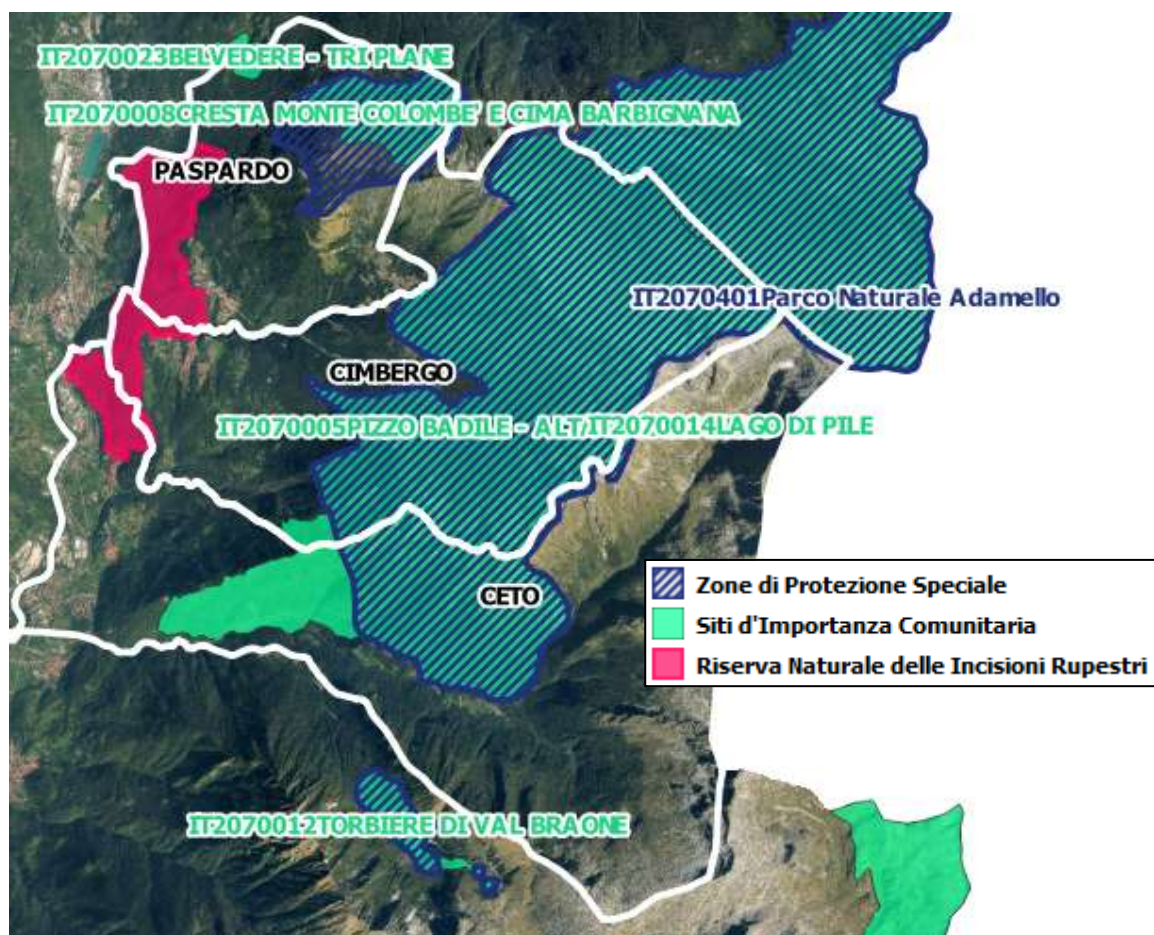 IT2070023BELVEDERE - TRI PLANE
IT2070008CRESTA MONTE COLOMBE' E CIMA BARBIGNANA
PASPARDO
IT2070401Parco Naturale Adamello
CIMBERGO
IT2070005PIZZO BADILE - ALT
IT2070014LAGO DI PILE
Zone di Protezione Speciale
CETO
Siti d'Importanza Comunitaria
Riserva Naturale delle Incisioni Rupestri
IT2070012TORBIERE DI VAL BRAONE